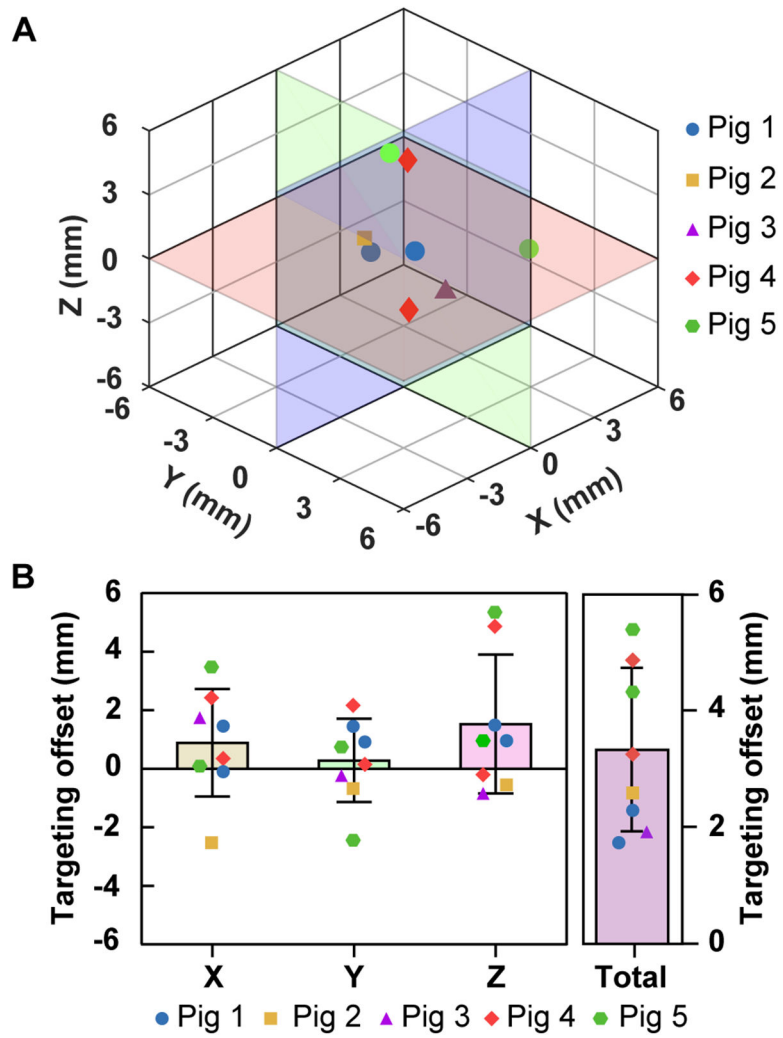 A
6
3
0
-3
-6
Z (mm)
-6
-3
0
3
6
Y (mm)
-6
-3
0
3
6
X (mm)
Pig 1
Pig 2
Pig 3
Pig 4
Pig 5
B
Targeting offset (mm)
6
4
2
0
-2
-4
-6
X
Y
Z
Total
6
4
2
0
Targeting offset (mm)
Pig 1 Pig 2 Pig 3 Pig 4 Pig 5